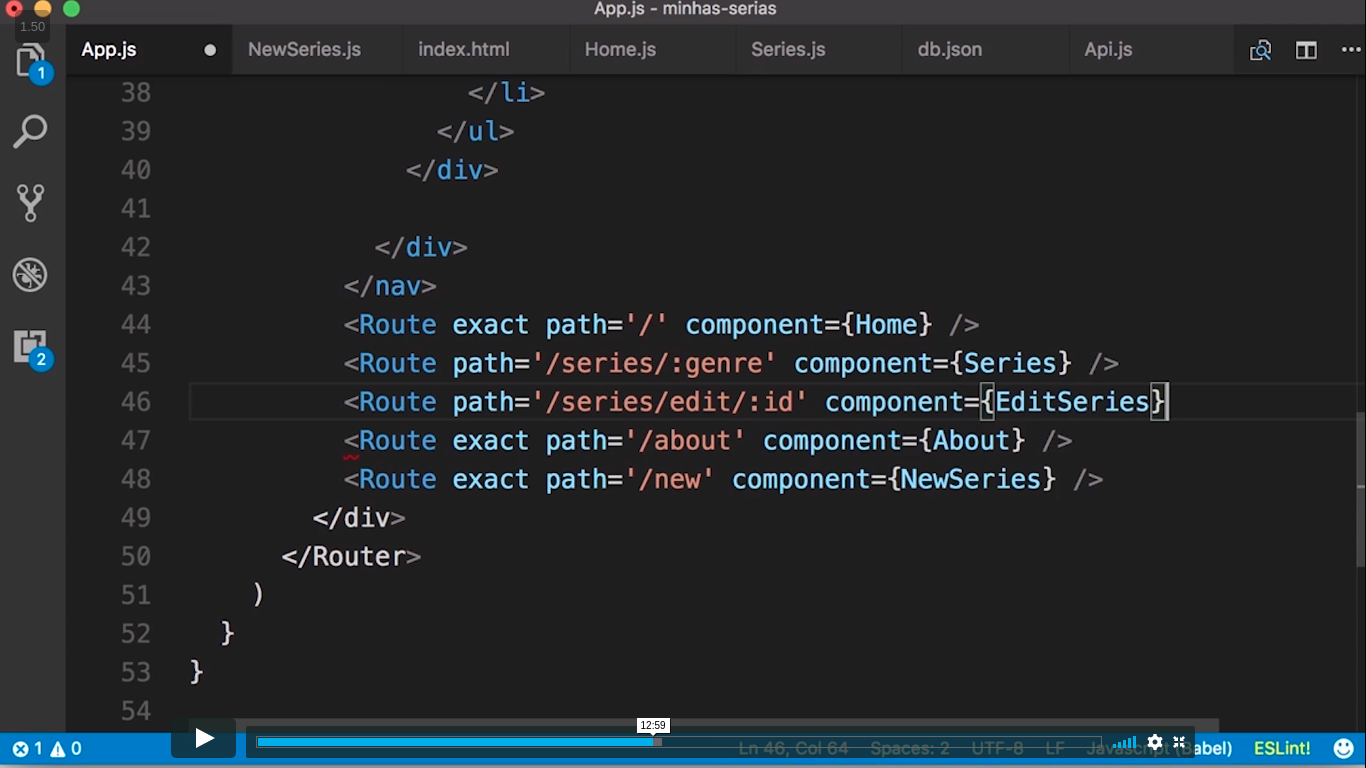 App.js - minhas-serias
1.50
App.js NewSeries.js index.html Home.js Series.js db.json Api.js
1
2
38 </li>
39 </ul>
40 </div>
41
42 </div>
43 </nav>
44 <Route exact path='/' component={Home} />
45 <Route path='/series/:genre' component={Series} />
46 <Route path='/series/edit/:id' component={EditSeries}
47 <Route exact path='/about' component={About} />
48 <Route exact path='/new' component={NewSeries} />
49 </div>
50 </Router>
51 )
52 }
53 }
54
12:59
1 0 Ln 46, Col 64 Spaces: 2 UTF-8 LF Javascript (Babel) ESLint!